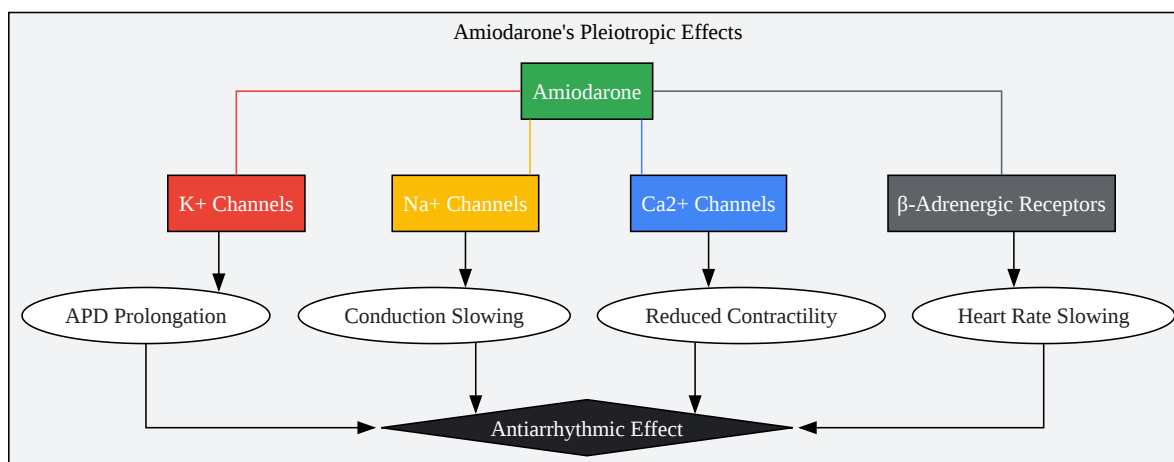 Amiodarone's Pleiotropic Effects
Amiodarone
K+ Channels
Na+ Channels
Ca2+ Channels
β-Adrenergic Receptors
APD Prolongation
Conduction Slowing
Reduced Contractility
Heart Rate Slowing
Antiarrhythmic Effect